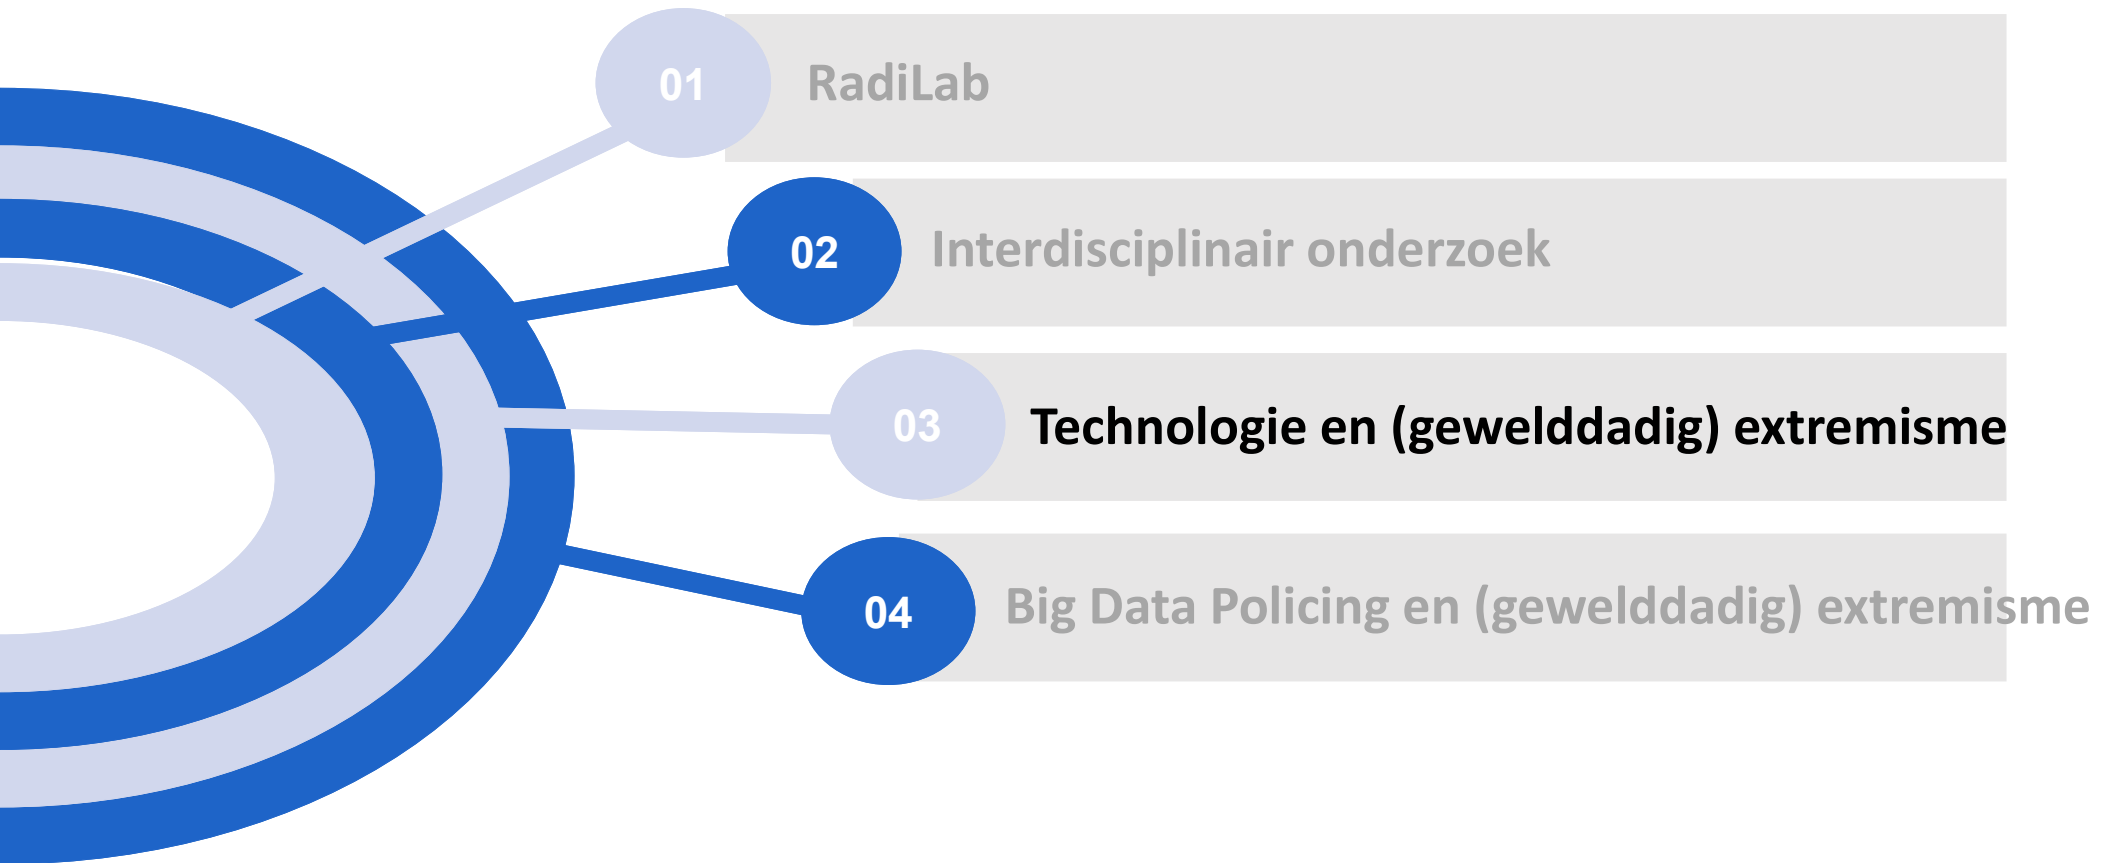 01 RadiLab
02 Interdisciplinair onderzoek
03 Technologie en (gewelddadig) extremisme
04 Big Data Policing en (gewelddadig) extremisme